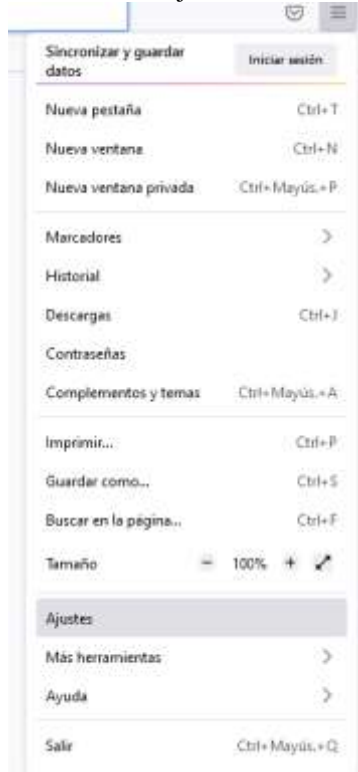 Sincronizar y guardar
datos
Iniciar sesión
Nueva pestaña Ctrl+T
Nueva ventana Ctrl+N
Nueva ventana privada Ctrl+Mayús.+P
Marcadores
Historial
Descargas Ctrl+J
Contraseñas
Complementos y temas Ctrl+Mayús.+A
Imprimir... Ctrl+P
Guardar como... Ctrl+S
Buscar en la página... Ctrl+F
Tamaño − 100% +
Ajustes
Más herramientas
Ayuda
Salir Ctrl+Mayús.+Q